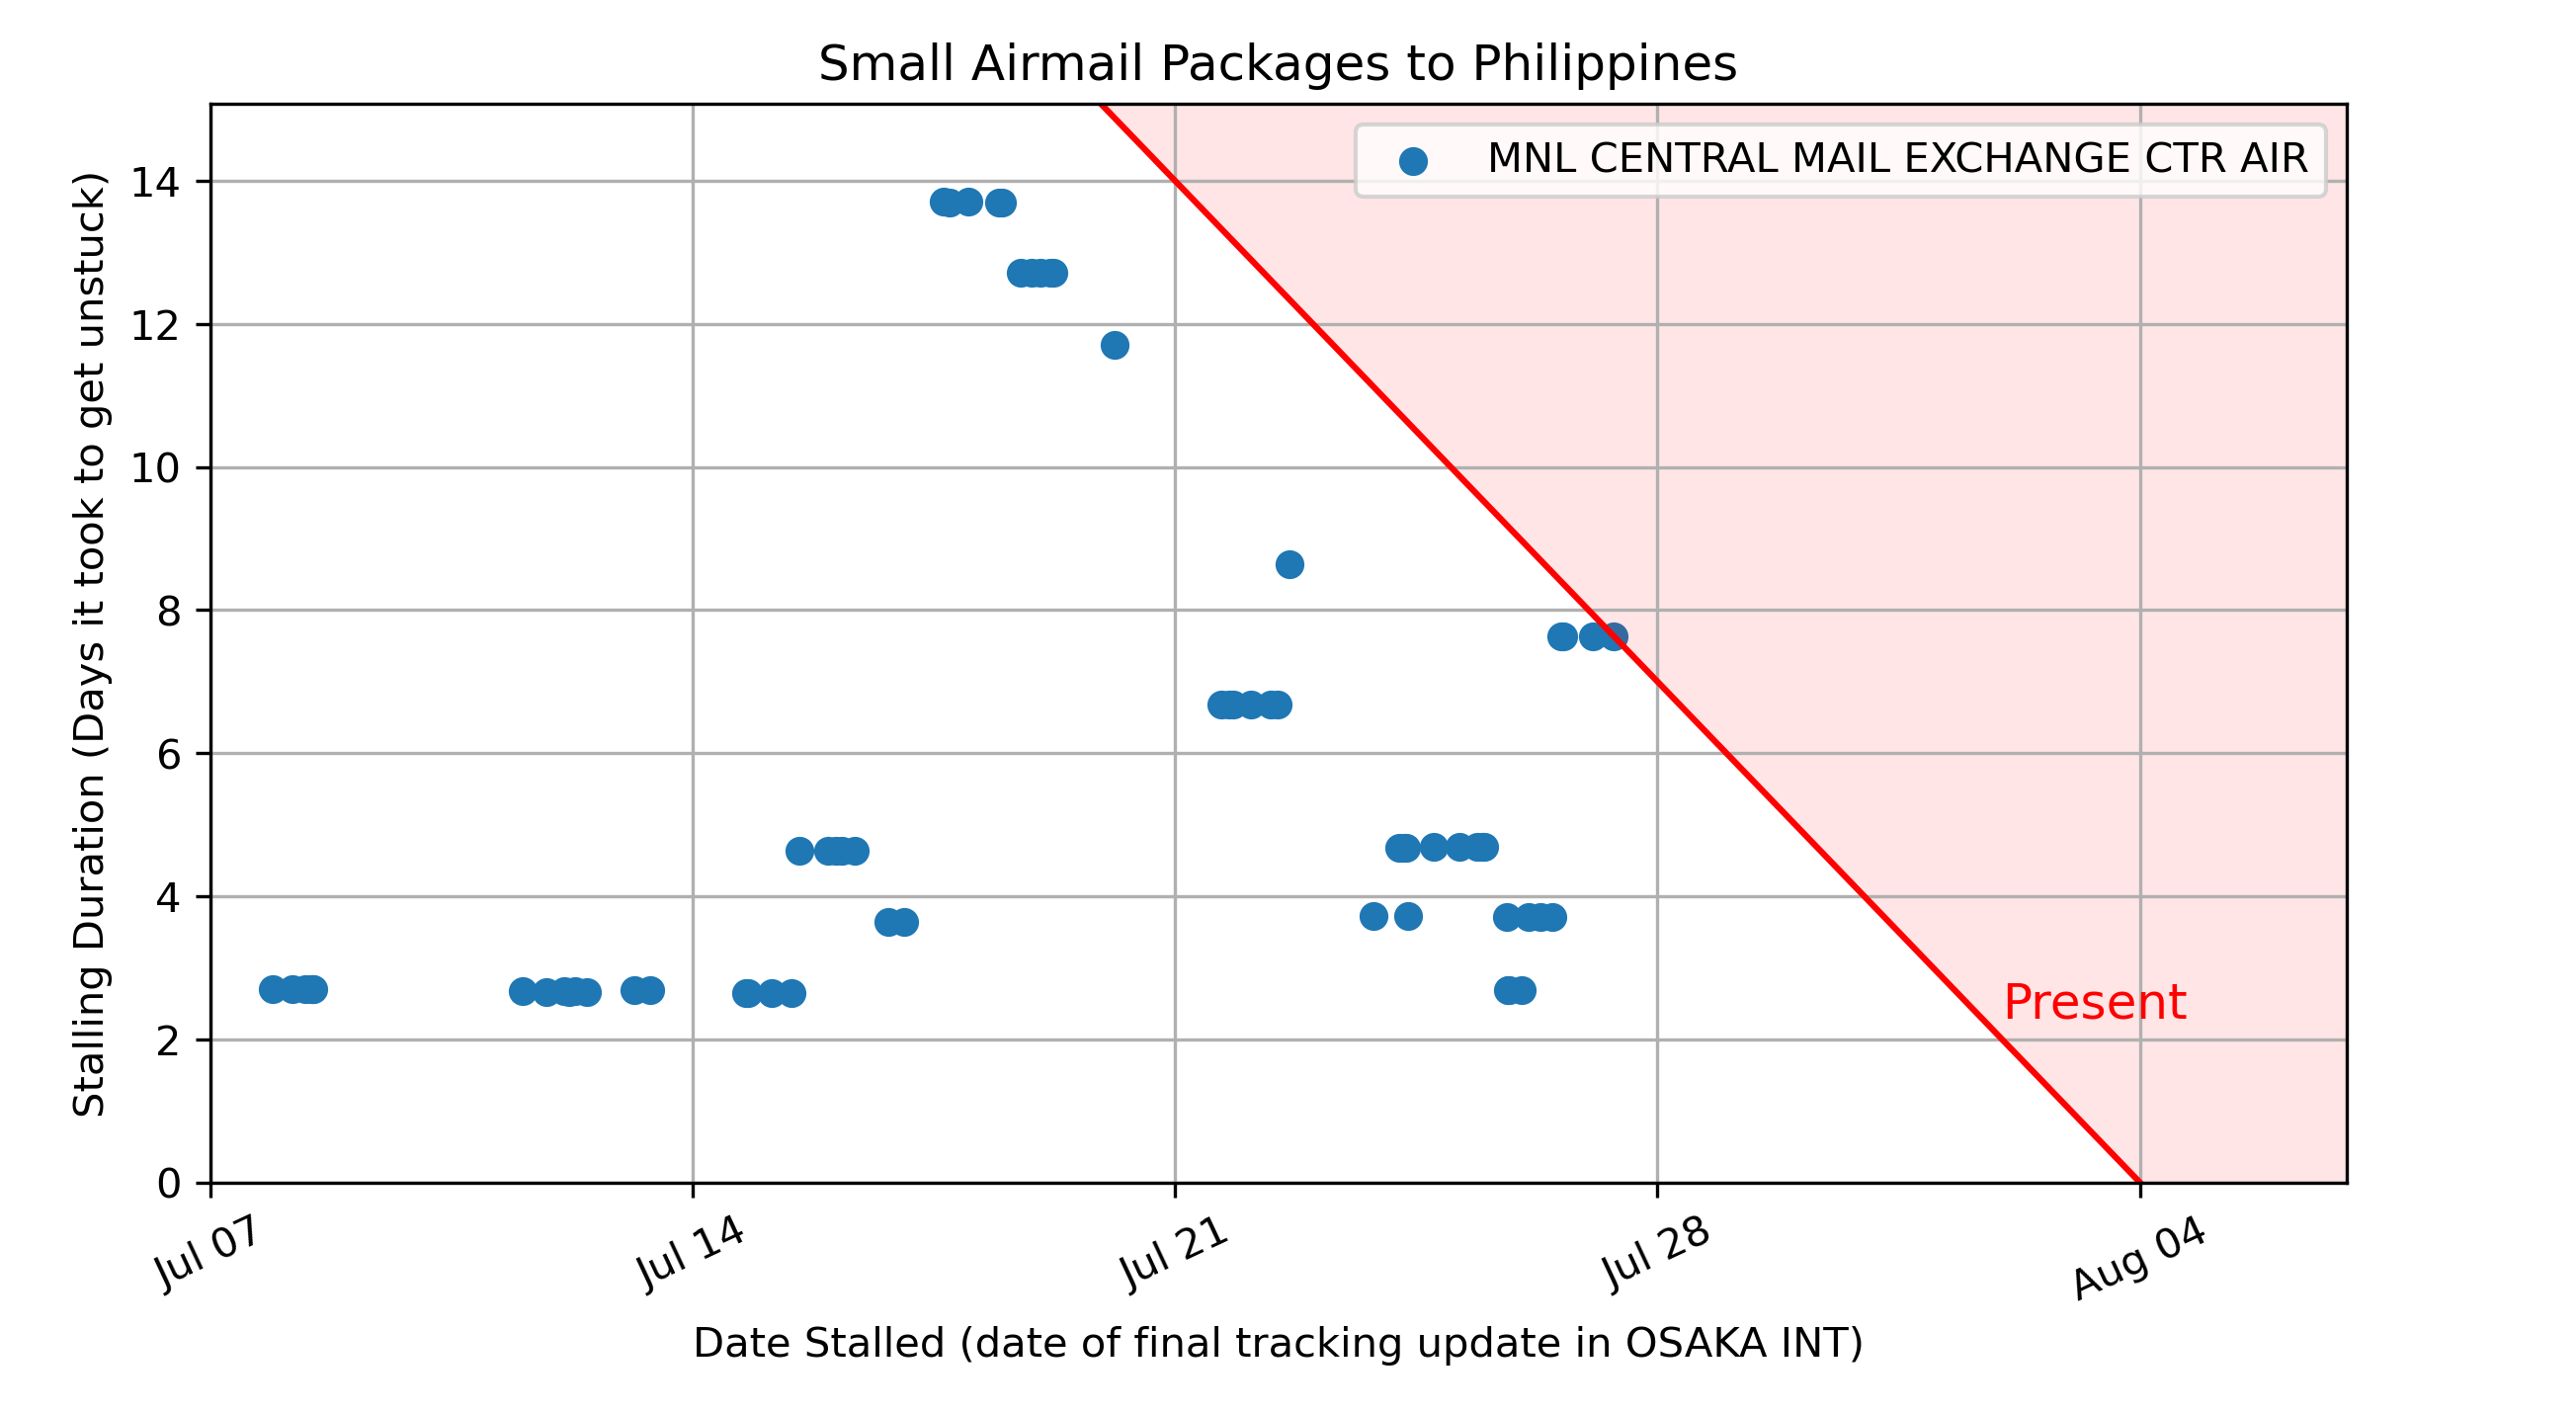 Small Airmail Packages to Philippines
MNL CENTRAL MAIL EXCHANGE CTR AIR
Stalling Duration (Days it took to get unstuck)
14
12
10
8
6
4
2
0
Present
Jul 07
Jul 14
Jul 21
Jul 28
Aug 04
Date Stalled (date of final tracking update in OSAKA INT)